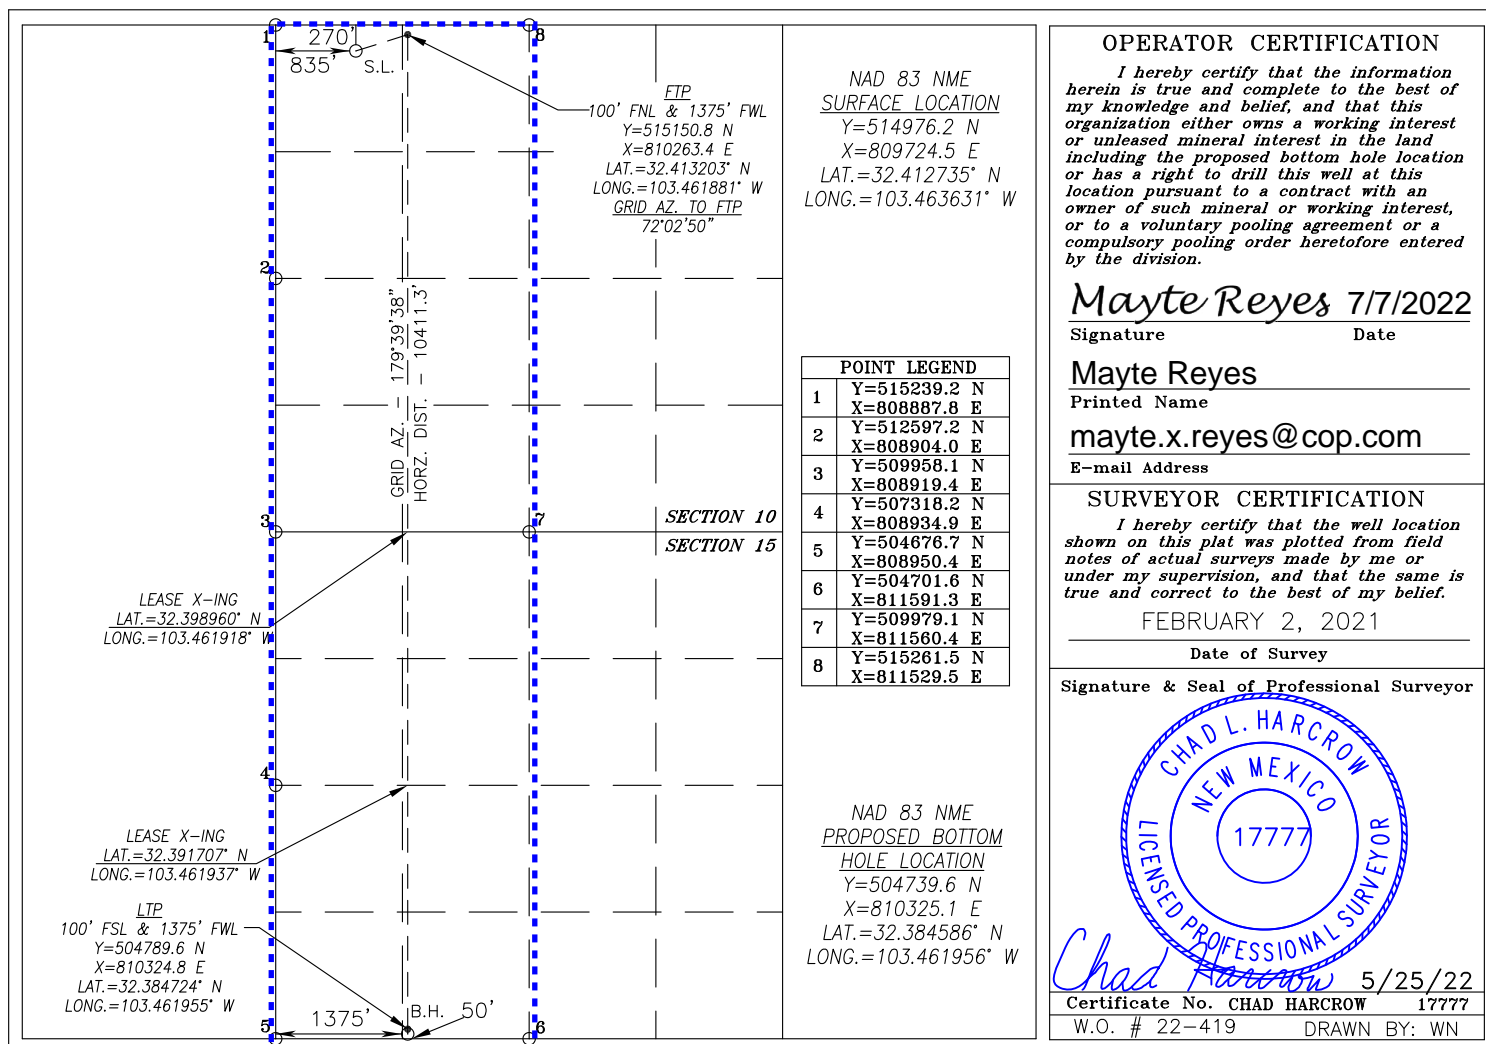 1
270'
8
835'
S.L.
FTP
100' FNL & 1375' FWL
Y=515150.8 N
X=810263.4 E
LAT.=32.413203° N
LONG.=103.461881° W
GRID AZ. TO FTP
72°02'50"
2
GRID AZ. - 179°39'38"
HORZ. DIST. - 10411.3'
3
7
SECTION 10
SECTION 15
LEASE X-ING
LAT.=32.398960° N
LONG.=103.461918° W
4
LEASE X-ING
LAT.=32.391707° N
LONG.=103.461937° W
LTP
100' FSL & 1375' FWL
Y=504789.6 N
X=810324.8 E
LAT.=32.384724° N
LONG.=103.461955° W
5
1375'
B.H.
50'
6
NAD 83 NME
SURFACE LOCATION
Y=514976.2 N
X=809724.5 E
LAT.=32.412735° N
LONG.=103.463631° W
POINT LEGEND
1
Y=515239.2 N
X=808887.8 E
2
Y=512597.2 N
X=808904.0 E
3
Y=509958.1 N
X=808919.4 E
4
Y=507318.2 N
X=808934.9 E
5
Y=504676.7 N
X=808950.4 E
6
Y=504701.6 N
X=811591.3 E
7
Y=509979.1 N
X=811560.4 E
8
Y=515261.5 N
X=811529.5 E
NAD 83 NME
PROPOSED BOTTOM
HOLE LOCATION
Y=504739.6 N
X=810325.1 E
LAT.=32.384586° N
LONG.=103.461956° W
OPERATOR CERTIFICATION
I hereby certify that the information
herein is true and complete to the best of
my knowledge and belief, and that this
organization either owns a working interest
or unleased mineral interest in the land
including the proposed bottom hole location
or has a right to drill this well at this
location pursuant to a contract with an
owner of such mineral or working interest,
or to a voluntary pooling agreement or a
compulsory pooling order heretofore entered
by the division.
Mayte Reyes 7/7/2022
Signature Date
Mayte Reyes
Printed Name
mayte.x.reyes@cop.com
E-mail Address
SURVEYOR CERTIFICATION
I hereby certify that the well location
shown on this plat was plotted from field
notes of actual surveys made by me or
under my supervision, and that the same is
true and correct to the best of my belief.
FEBRUARY 2, 2021
Date of Survey
Signature & Seal of Professional Surveyor
CHAD L. HARCROW
NEW MEXICO
17777
LICENSED PROFESSIONAL SURVEYOR
Chad Harcrow 5/25/22
Certificate No. CHAD HARCROW 17777
W.O. # 22-419 DRAWN BY: WN